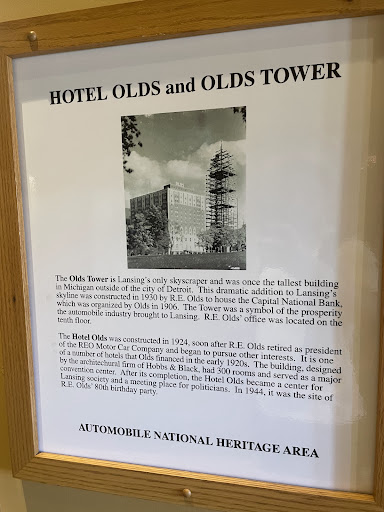 HOTEL OLDS and OLDS TOWER
The Olds Tower is Lansing's only skyscraper and was once the tallest building
in Michigan outside of the city of Detroit. This dramatic addition to Lansing's
skyline was constructed in 1930 by R.E. Olds to house the Capital National Bank,
which was organized by Olds in 1906. The Tower was a symbol of the prosperity
the automobile industry brought to Lansing. R.E. Olds' office was located on the
tenth floor.
The Hotel Olds was constructed in 1924, soon after R.E. Olds retired as president
of the REO Motor Car Company and began to pursue other interests. It is one
of a number of hotels that Olds financed in the early 1920s. The building, designed
by the architectural firm of Hobbs & Black, had 300 rooms and served as a major
convention center. After its completion, the Hotel Olds became a center for
Lansing society and a meeting place for politicians. In 1944, it was the site of
R.E. Olds' 80th birthday party.
AUTOMOBILE NATIONAL HERITAGE AREA